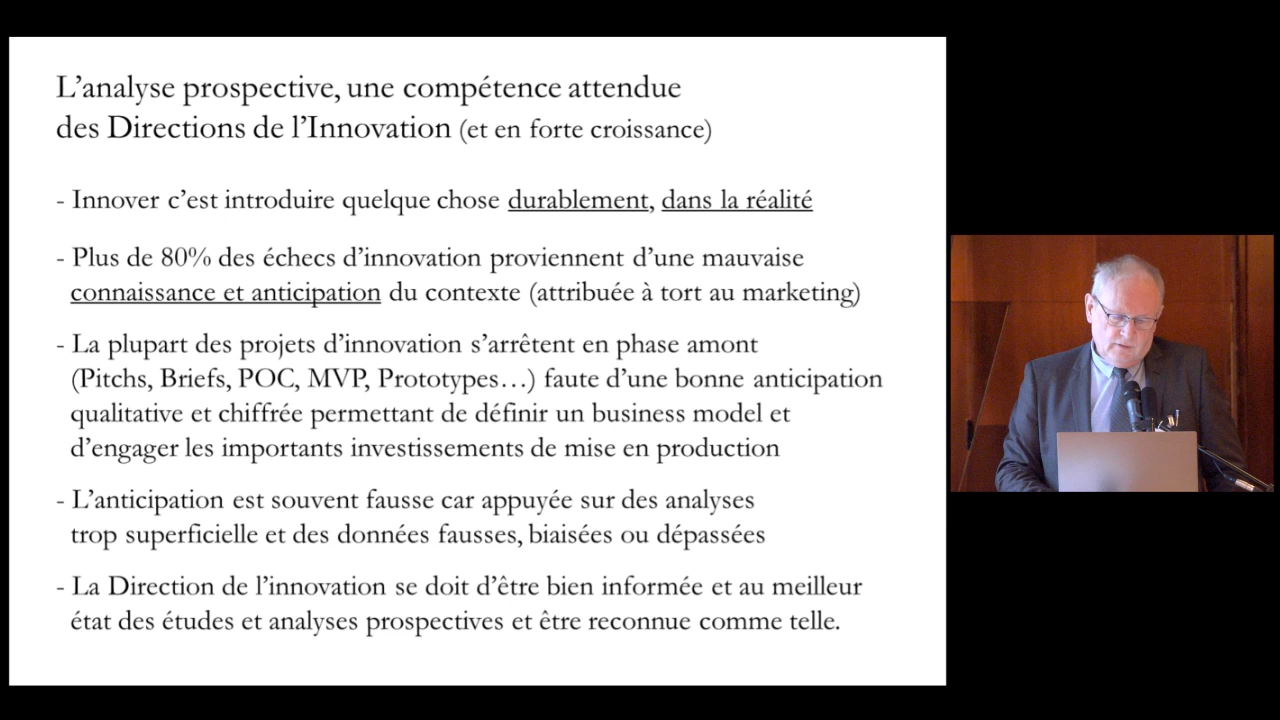 L'analyse prospective, une compétence attendue
des Directions de l'Innovation (et en forte croissance)
- Innover c'est introduire quelque chose durablement, dans la réalité
- Plus de 80% des échecs d'innovation proviennent d'une mauvaise
connaissance et anticipation du contexte (attribuée à tort au marketing)
- La plupart des projets d'innovation s'arrêtent en phase amont
(Pitchs, Briefs, POC, MVP, Prototypes…) faute d'une bonne anticipation
qualitative et chiffrée permettant de définir un business model et
d'engager les importants investissements de mise en production
- L'anticipation est souvent fausse car appuyée sur des analyses
trop superficielle et des données fausses, biaisées ou dépassées
- La Direction de l'innovation se doit d'être bien informée et au meilleur
état des études et analyses prospectives et être reconnue comme telle.